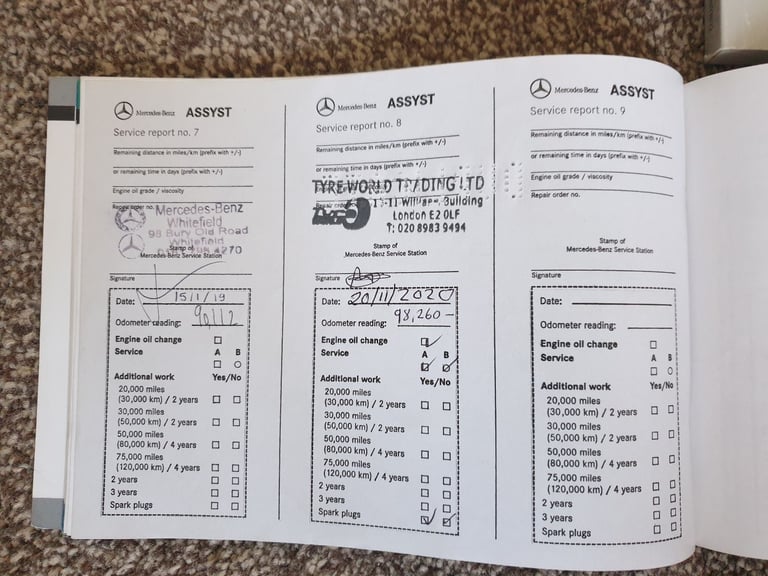 Mercedes-Benz ASSYST
Service report no. 7
Remaining distance in miles/km (prefix with +/-)
or remaining time in days (prefix with +/-)
Engine oil grade / viscosity
Repair order no.
Mercedes-Benz
Whitefield
98 Bury Old Road
Whitefield
4270
Stamp of
Mercedes-Benz Service Station
Signature
Date: 15/1/19
Odometer reading: 90,112
Engine oil change
Service A B
Additional work Yes/No
20,000 miles
(30,000 km) / 2 years
30,000 miles
(50,000 km) / 2 years
50,000 miles
(80,000 km) / 4 years
75,000 miles
(120,000 km) / 4 years
2 years
3 years
Spark plugs
Mercedes-Benz ASSYST
Service report no. 8
Remaining distance in miles/km (prefix with +/-)
or remaining time in days (prefix with +/-)
TYRE WORLD TRADING LTD
Repair order no.
Building
London E2 0LF
T: 020 8983 9494
Stamp of
Mercedes-Benz Service Station
Signature
Date: 20/11/2020
Odometer reading: 98,260-
Engine oil change
Service A B
Additional work Yes/No
20,000 miles
(30,000 km) / 2 years
30,000 miles
(50,000 km) / 2 years
50,000 miles
(80,000 km) / 4 years
75,000 miles
(120,000 km) / 4 years
2 years
3 years
Spark plugs
Mercedes-Benz ASSYST
Service report no. 9
Remaining distance in miles/km (prefix with +/-)
or remaining time in days (prefix with +/-)
Engine oil grade / viscosity
Repair order no.
Stamp of
Mercedes-Benz Service Station
Signature
Date:
Odometer reading:
Engine oil change
Service A B
Additional work Yes/No
20,000 miles
(30,000 km) / 2 years
30,000 miles
(50,000 km) / 2 years
50,000 miles
(80,000 km) / 4 years
75,000 miles
(120,000 km) / 4 years
2 years
3 years
Spark plugs